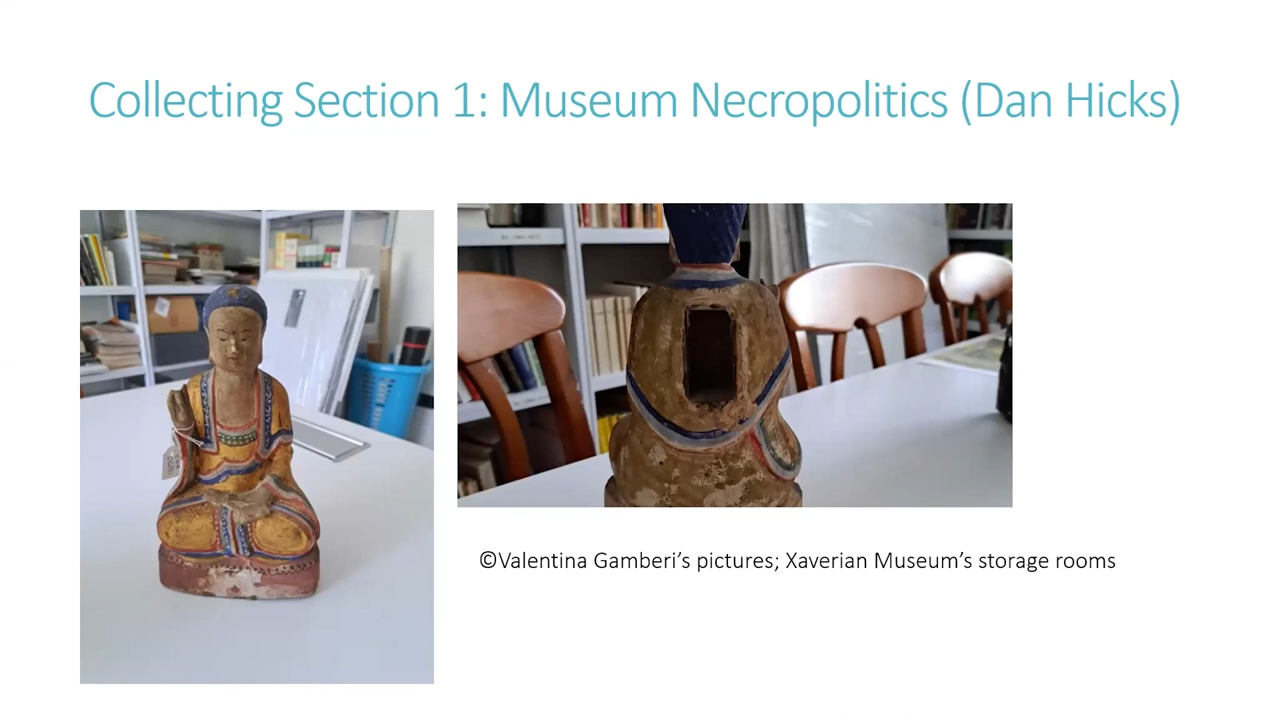 Collecting Section 1: Museum Necropolitics (Dan Hicks)
©Valentina Gamberi’s pictures; Xaverian Museum’s storage rooms